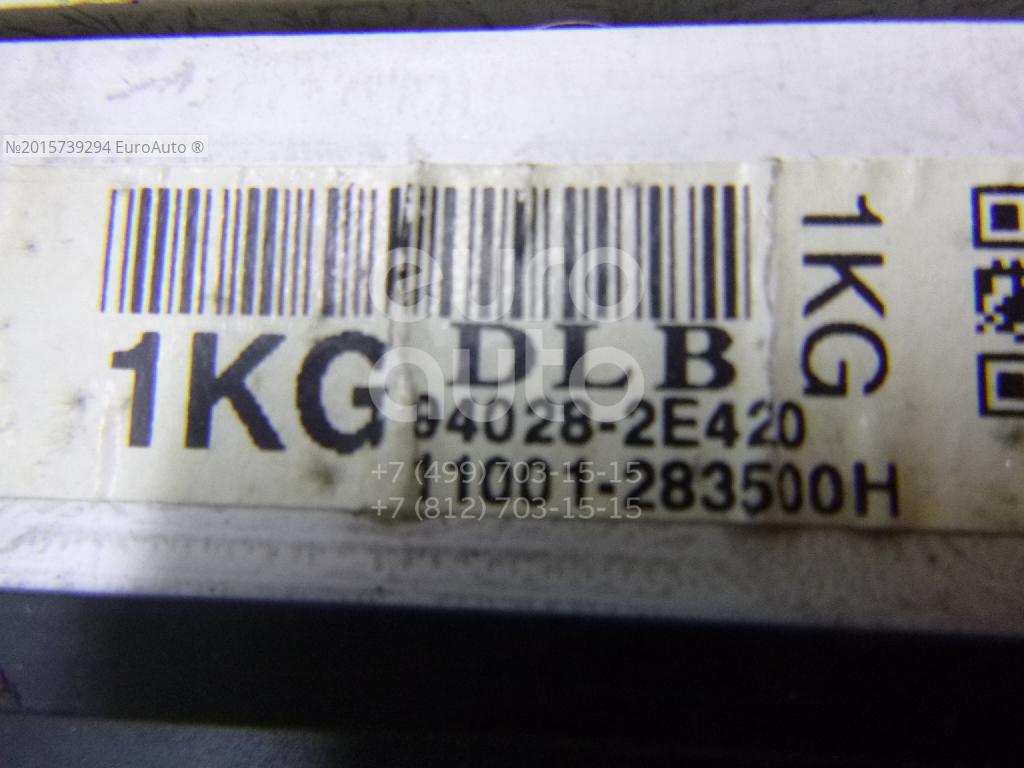 №2015739294 EuroAuto ®
1KG
DLB
94028-2E420
11001-283500H
1KG
euro
auto
+7 (499) 703-15-15
+7 (812) 703-15-15